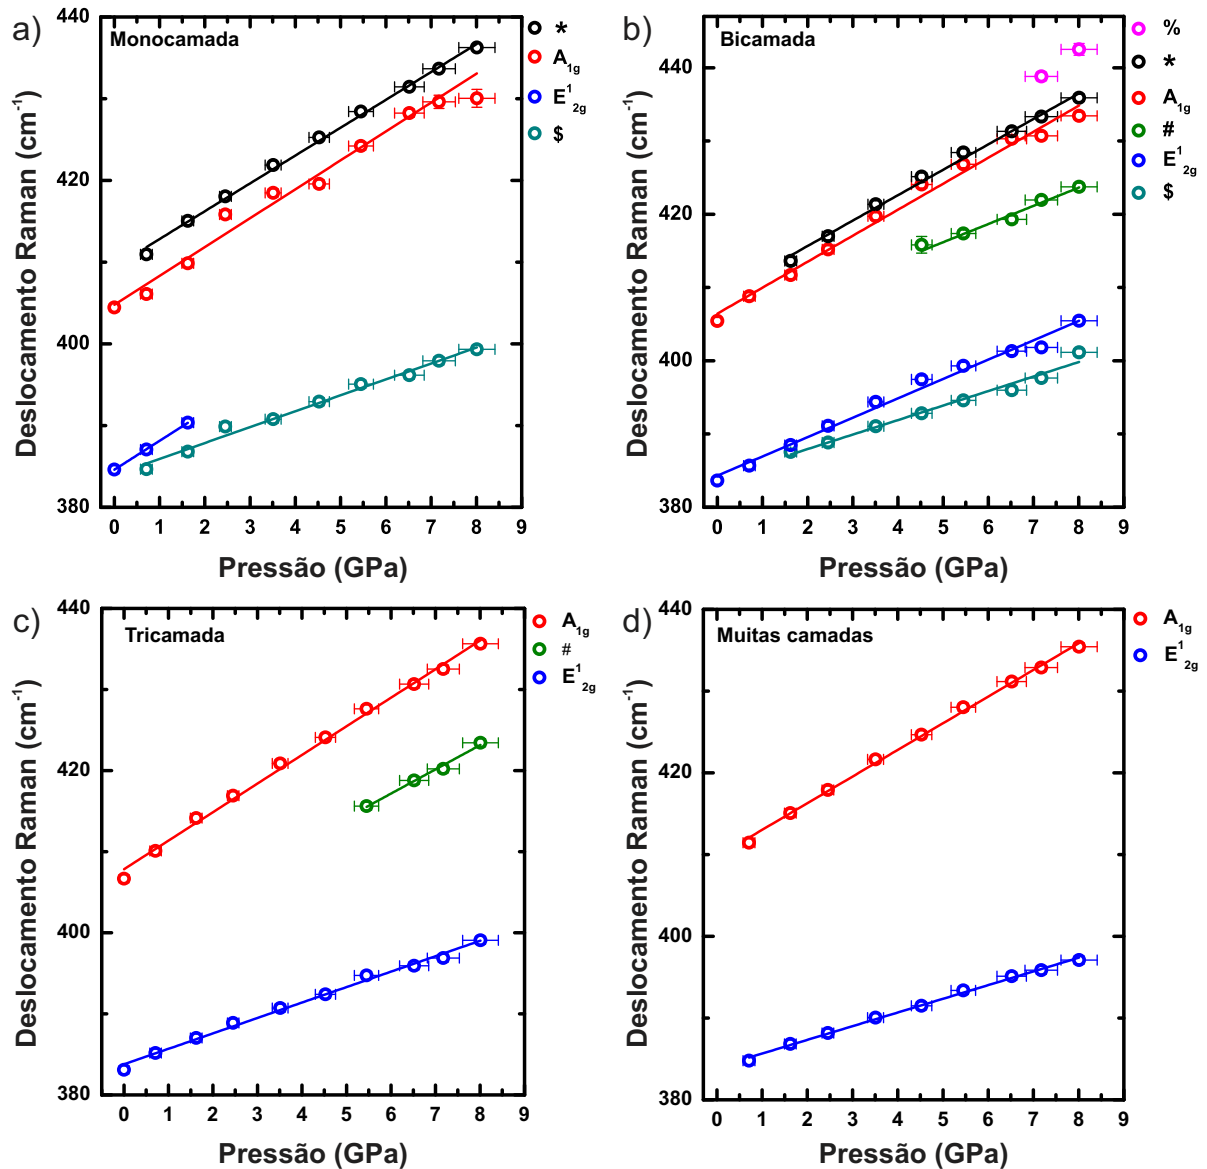 a)
Monocamada
*
A1g
E¹2g
$
Deslocamento Raman (cm⁻¹)
440
420
400
380
0 1 2 3 4 5 6 7 8 9
Pressão (GPa)
b)
Bicamada
%
*
A1g
#
E¹2g
$
Deslocamento Raman (cm⁻¹)
440
420
400
380
0 1 2 3 4 5 6 7 8 9
Pressão (GPa)
c)
Tricamada
A1g
#
E¹2g
Deslocamento Raman (cm⁻¹)
440
420
400
380
0 1 2 3 4 5 6 7 8 9
Pressão (GPa)
d)
Muitas camadas
A1g
E¹2g
Deslocamento Raman (cm⁻¹)
440
420
400
380
0 1 2 3 4 5 6 7 8 9
Pressão (GPa)